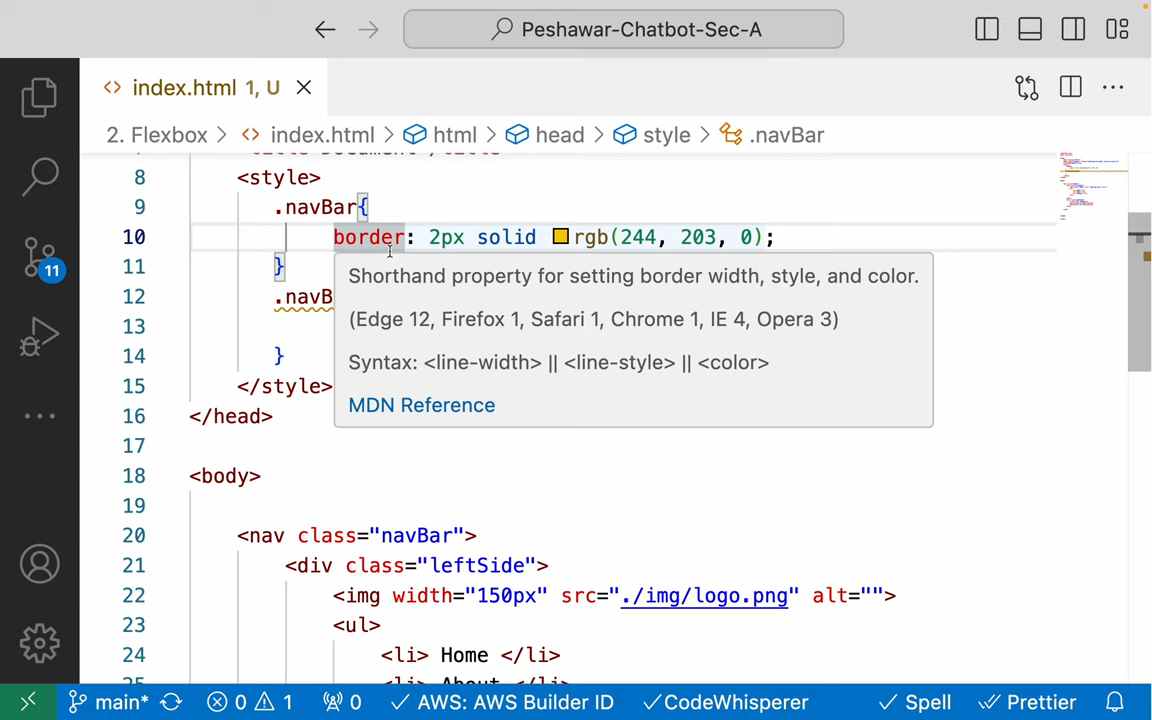 Peshawar-Chatbot-Sec-A
index.html 1, U
2. Flexbox > index.html > html > head > style > .navBar
8 <style>
9 .navBar{
10 border: 2px solid rgb(244, 203, 0);
11 }
Shorthand property for setting border width, style, and color.
12 .navB
(Edge 12, Firefox 1, Safari 1, Chrome 1, IE 4, Opera 3)
13
14 }
Syntax: <line-width> || <line-style> || <color>
15 </style>
MDN Reference
16 </head>
17
18 <body>
19
20 <nav class="navBar">
21 <div class="leftSide">
22 <img width="150px" src="./img/logo.png" alt="">
23 <ul>
24 <li> Home </li>
25 <li> About </li>
11
main* 0 1 0 AWS: AWS Builder ID CodeWhisperer Spell Prettier